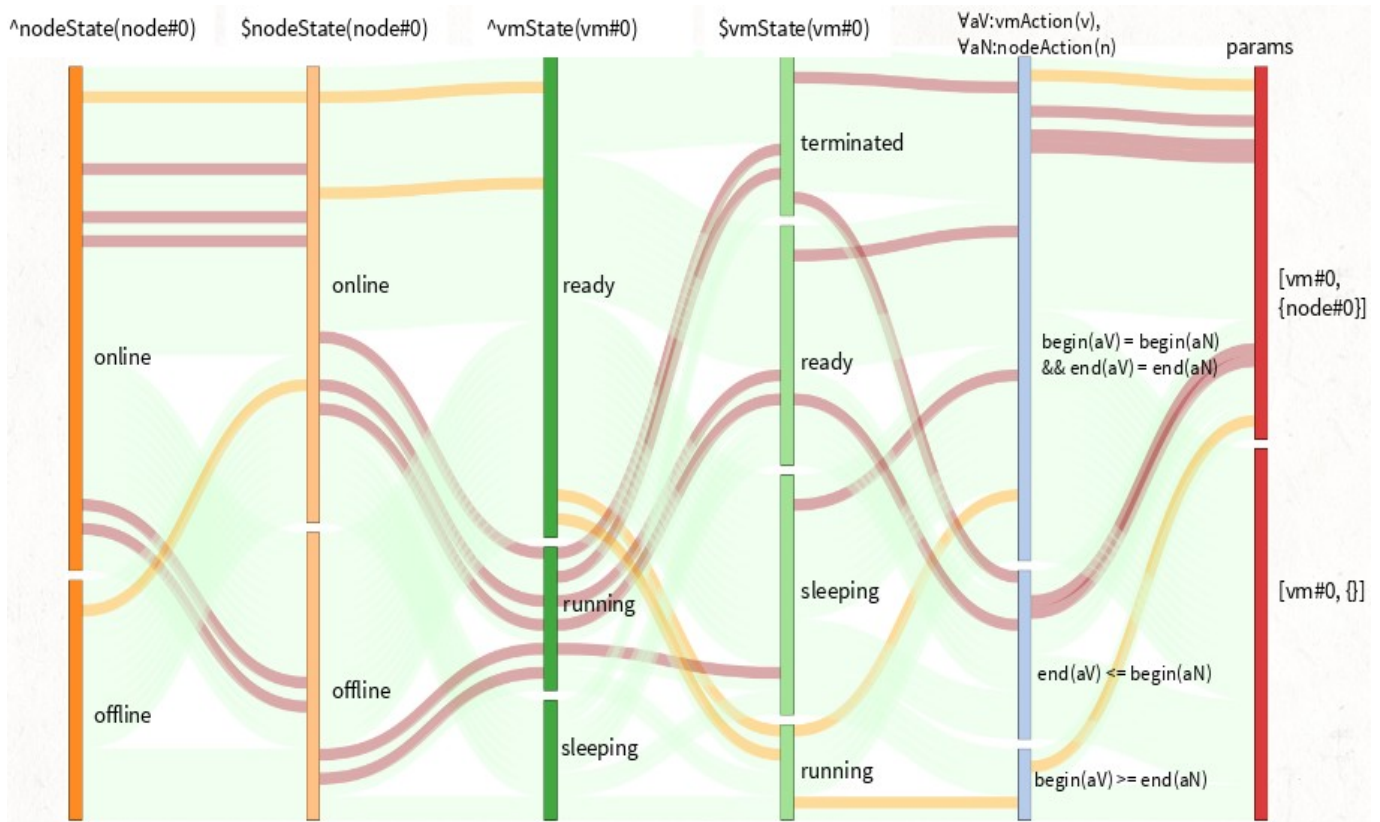 ^nodeState(node#0)
$nodeState(node#0)
^vmState(vm#0)
$vmState(vm#0)
∀aV:vmAction(v),
∀aN:nodeAction(n)
params
online
offline
online
offline
ready
running
sleeping
terminated
ready
sleeping
running
begin(aV) = begin(aN)
&& end(aV) = end(aN)
end(aV) <= begin(aN)
begin(aV) >= end(aN)
[vm#0,
{node#0}]
[vm#0, {}]